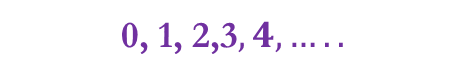 0, 1, 2,3, 4, ... . .